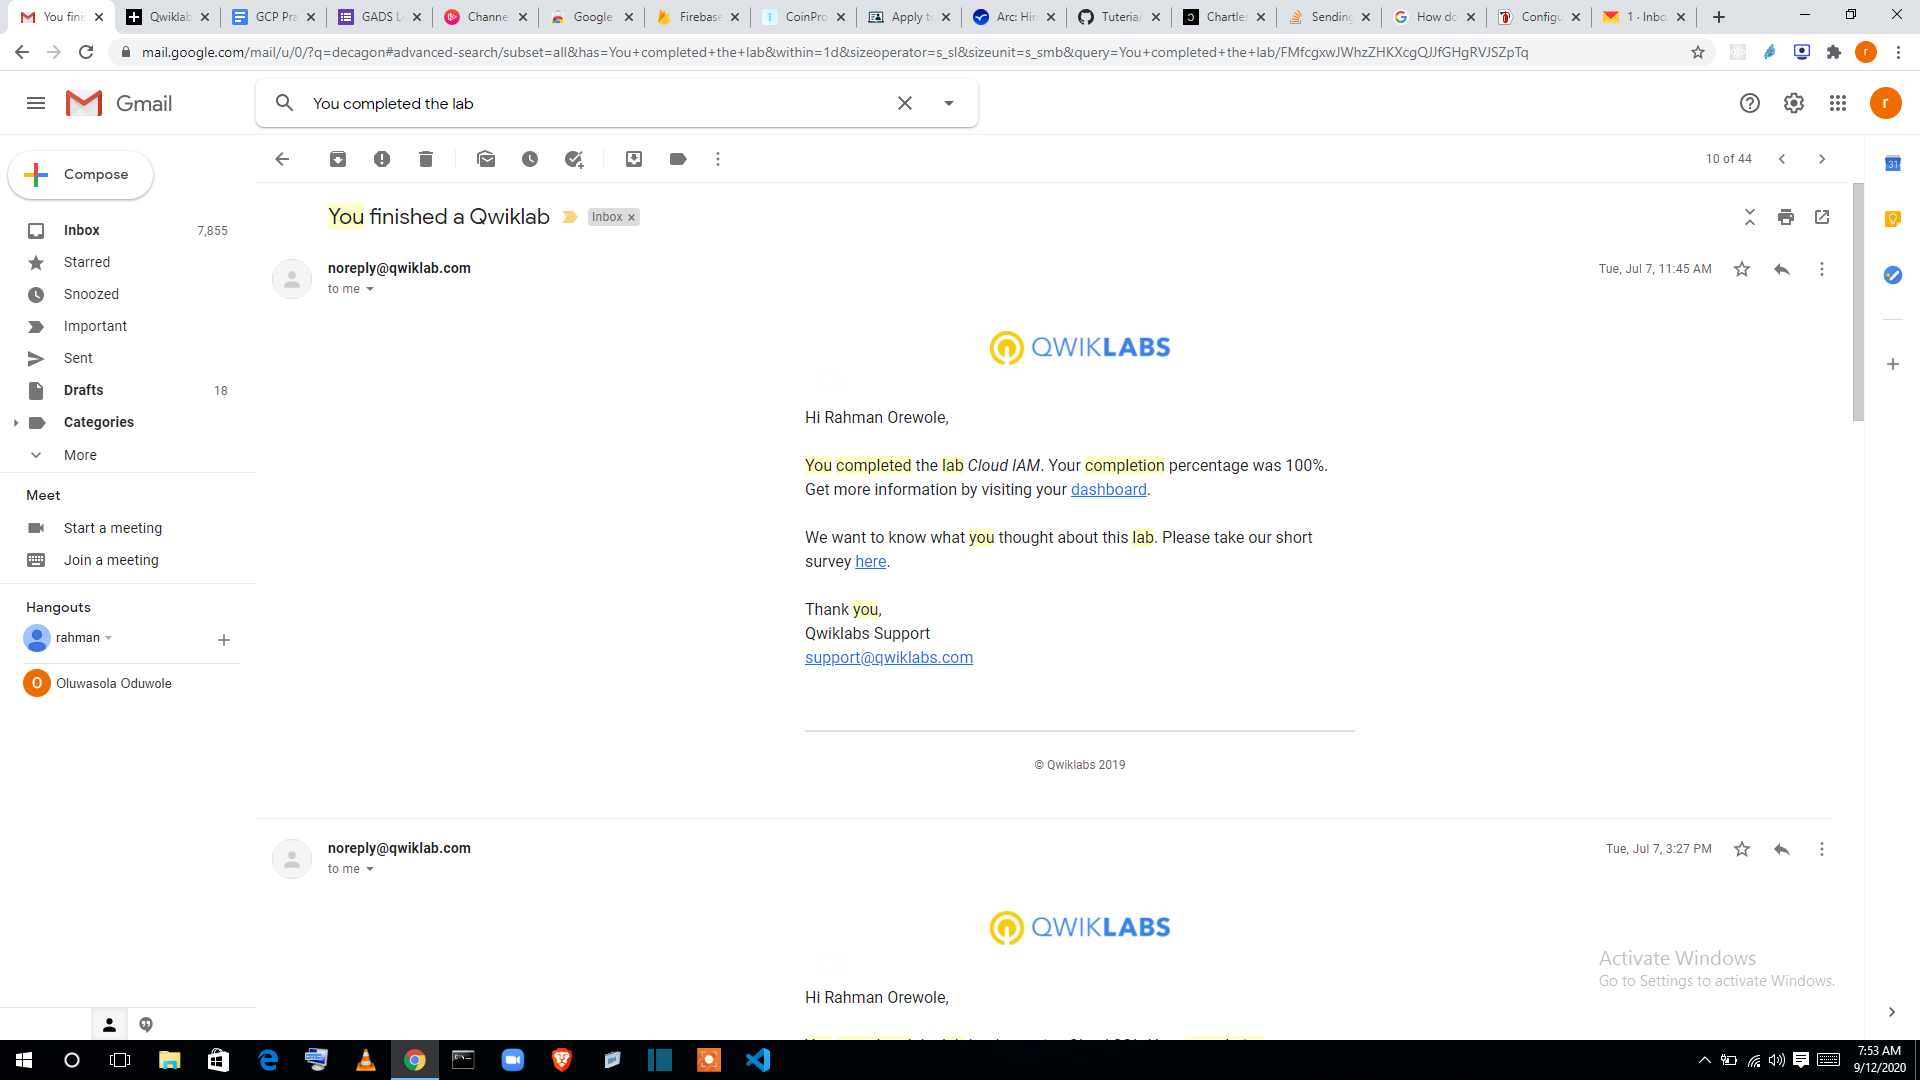 You finis
Qwiklab
GCP Pra
GADS L
Channel
Google
Firebase
CoinPro
Apply to
Arc: Hir
Tuteria/
Chartles
Sending
How do
Config
1 · Inbo
mail.google.com/mail/u/0/?q=decagon#advanced-search/subset=all&has=You+completed+the+lab&within=1d&sizeoperator=s_sl&sizeunit=s_smb&query=You+completed+the+lab/FMfcgxwJWhzZHKXcgQJJfGHgRVJSZpTq
r
Gmail
You completed the lab
r
Compose
10 of 44
31
You finished a Qwiklab
Inbox ×
Inbox 7,855
Starred
Snoozed
Important
Sent
Drafts 18
Categories
More
Meet
Start a meeting
Join a meeting
Hangouts
rahman
O Oluwasola Oduwole
noreply@qwiklab.com
Tue, Jul 7, 11:45 AM
to me
QWIKLABS
Hi Rahman Orewole,
You completed the lab Cloud IAM. Your completion percentage was 100%.
Get more information by visiting your dashboard.
We want to know what you thought about this lab. Please take our short
survey here.
Thank you,
Qwiklabs Support
support@qwiklabs.com
© Qwiklabs 2019
noreply@qwiklab.com
Tue, Jul 7, 3:27 PM
to me
QWIKLABS
Hi Rahman Orewole,
Activate Windows
Go to Settings to activate Windows.
7:53 AM
9/12/2020